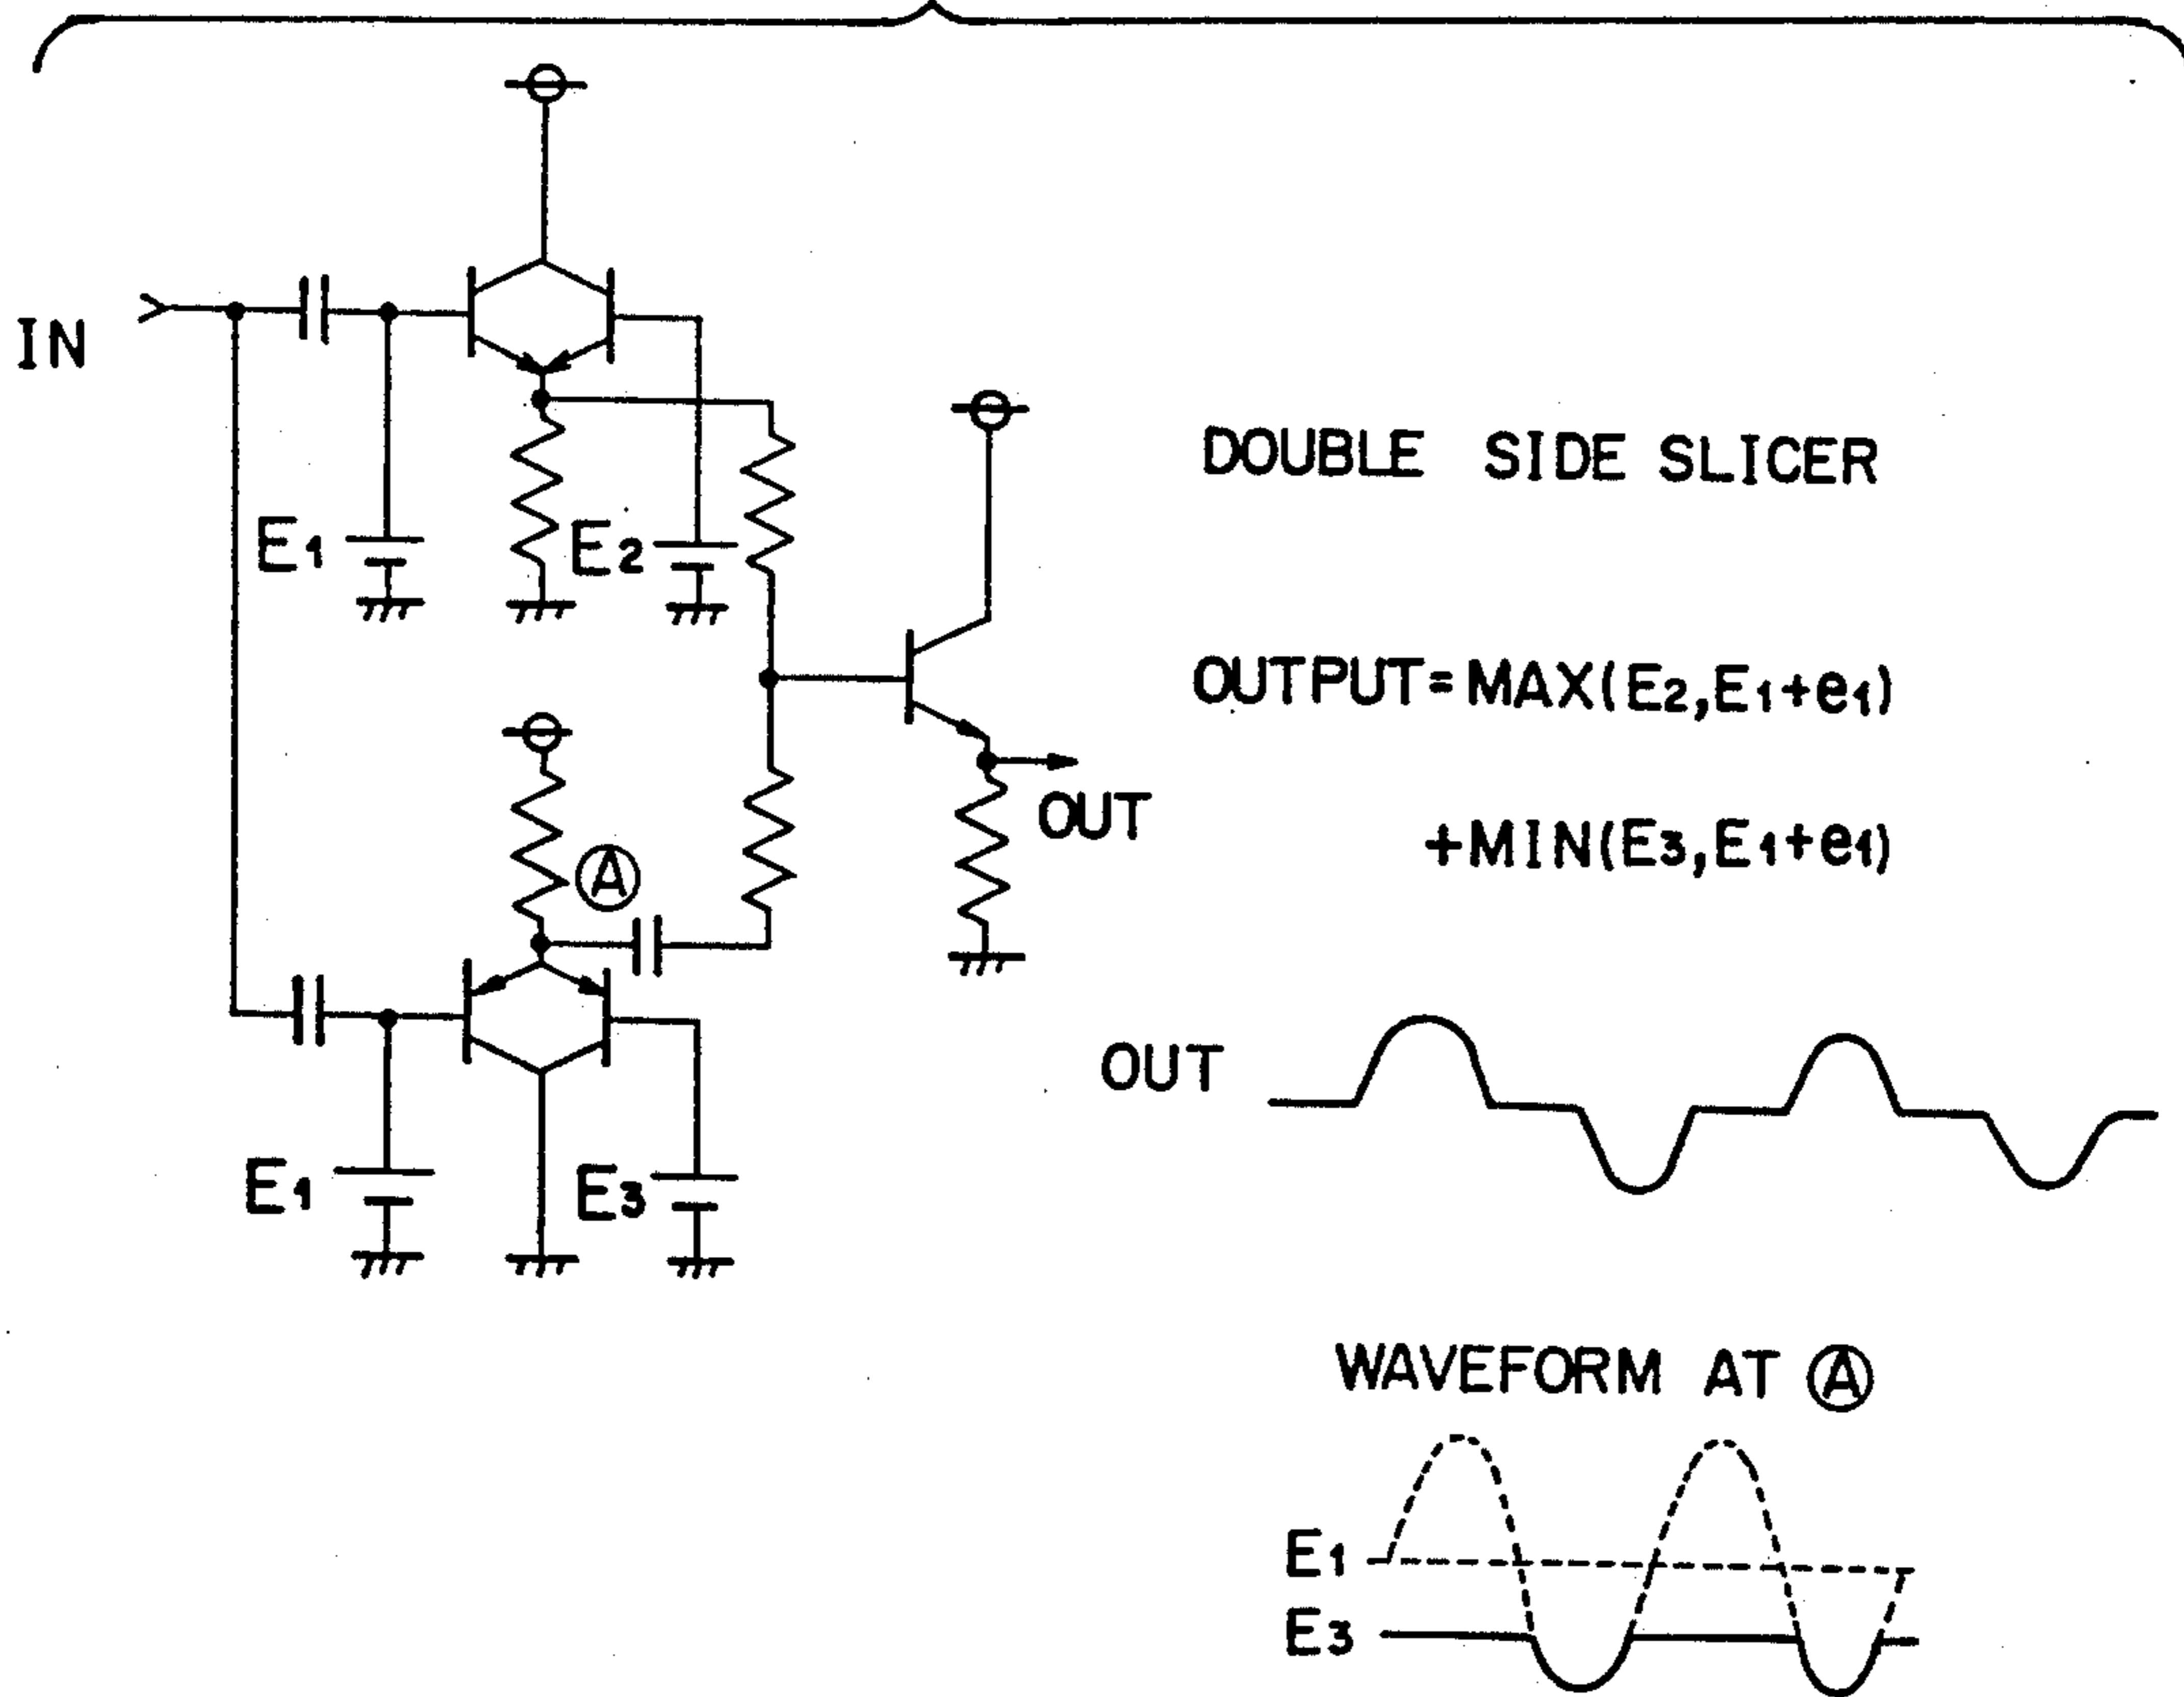 IN
E1
E2
DOUBLE SIDE SLICER
OUTPUT=MAX(E2,E1+e1)
+MIN(E3,E1+e1)
OUT
A
E1
E3
OUT
WAVEFORM AT A
E1
E3